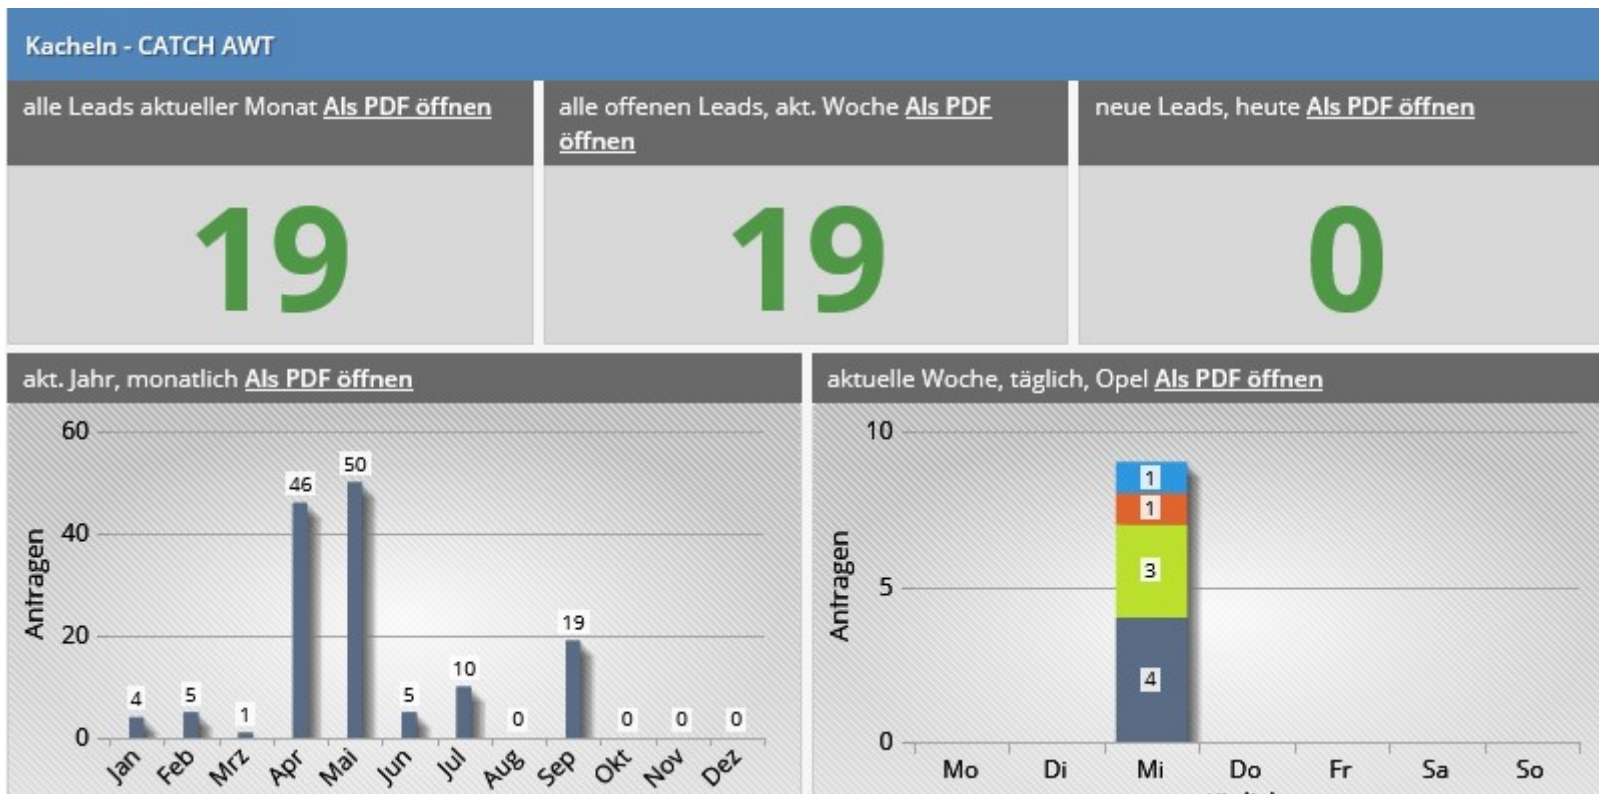 Kacheln - CATCH AWT
alle Leads aktueller Monat Als PDF öffnen
19
alle offenen Leads, akt. Woche Als PDF
öffnen
19
neue Leads, heute Als PDF öffnen
0
akt. Jahr, monatlich Als PDF öffnen
Antragen
60
40
20
0
4
5
1
46
50
5
10
0
19
0
0
0
Jan
Feb
Mrz
Apr
Mai
Jun
Jul
Aug
Sep
Okt
Nov
Dez
aktuelle Woche, täglich, Opel Als PDF öffnen
Antragen
10
5
0
1
1
3
4
Mo
Di
Mi
Do
Fr
Sa
So